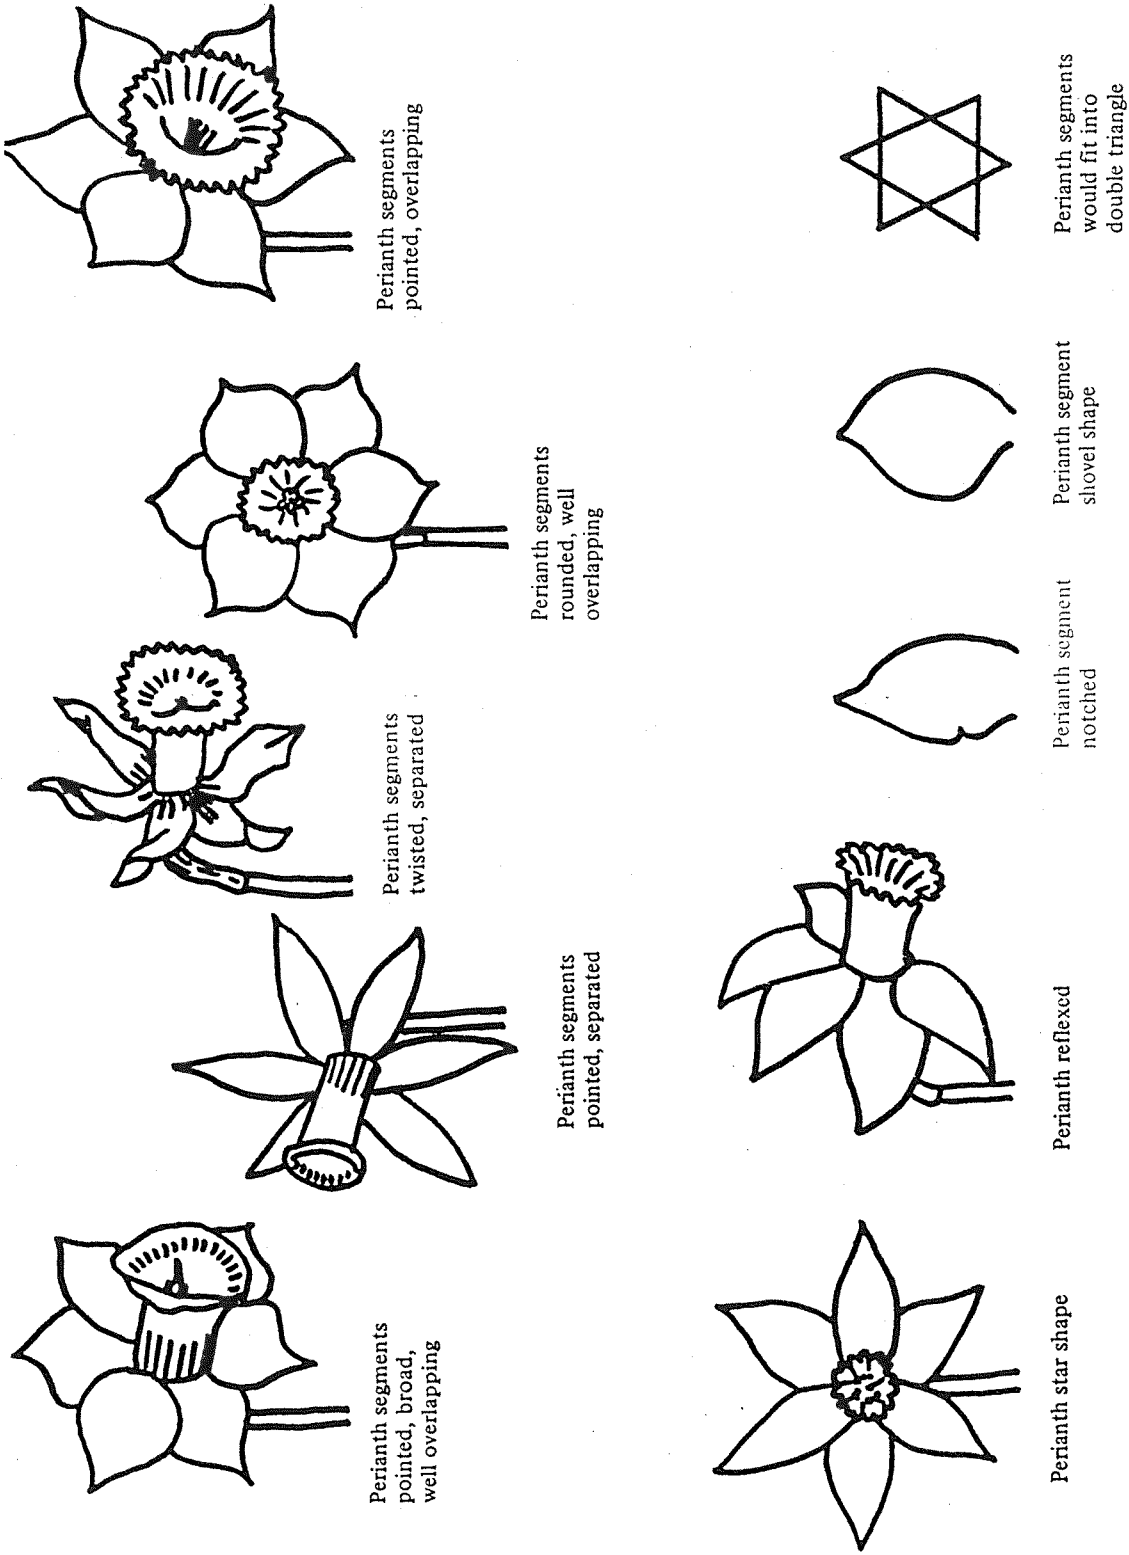 Perianth segments
pointed, broad,
well overlapping
Perianth segments
pointed, separated
Perianth segments
twisted, separated
Perianth segments
rounded, well
overlapping
Perianth segments
pointed, overlapping
Perianth star shape
Perianth reflexed
Perianth segment
notched
Perianth segment
shovel shape
Perianth segments
would fit into
double triangle